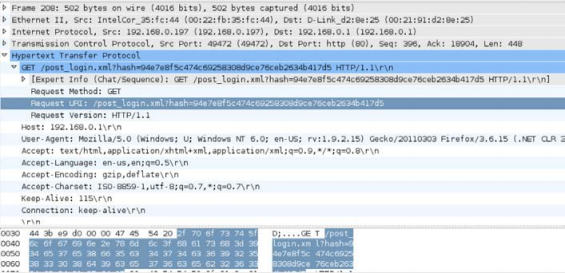 Frame 208: 502 bytes on wire (4016 bits), 502 bytes captured (4016 bits)
Ethernet II, Src: IntelCor_35:fc:44 (00:22:fb:35:fc:44), Dst: D-Link_d2:8e:25 (00:21:91:d2:8e:25)
Internet Protocol, Src: 192.168.0.197 (192.168.0.197), Dst: 192.168.0.1 (192.168.0.1)
Transmission Control Protocol, Src Port: 49472 (49472), Dst Port: http (80), Seq: 396, Ack: 18904, Len: 448
Hypertext Transfer Protocol
GET /post_login.xml?hash=94e7e8f5c474c69258308d9ce76ceb2634b417d5 HTTP/1.1\r\n
[Expert Info (Chat/Sequence): GET /post_login.xml?hash=94e7e8f5c474c69258308d9ce76ceb2634b417d5 HTTP/1.1\r\n]
Request Method: GET
Request URI: /post_login.xml?hash=94e7e8f5c474c69258308d9ce76ceb2634b417d5
Request Version: HTTP/1.1
Host: 192.168.0.1\r\n
User-Agent: Mozilla/5.0 (Windows; U; Windows NT 6.0; en-US; rv:1.9.2.15) Gecko/20110303 Firefox/3.6.15 (.NET CLR 3
Accept: text/html,application/xhtml+xml,application/xml;q=0.9,*/*;q=0.8\r\n
Accept-Language: en-us,en;q=0.5\r\n
Accept-Encoding: gzip,deflate\r\n
Accept-Charset: ISO-8859-1,utf-8;q=0.7,*;q=0.7\r\n
Keep-Alive: 115\r\n
Connection: keep-alive\r\n
\r\n
0030 44 3b e9 d0 00 00 47 45 54 20 2f 70 6f 73 74 5f D;....GE T /post_
0040 6c 6f 67 69 6e 2e 78 6d 6c 3f 68 61 73 68 3d 39 login.xm l?hash=9
0050 34 65 37 65 38 66 35 63 34 37 34 63 36 39 32 35 4e7e8f5c 474c6925
0060 38 33 30 38 64 39 63 65 37 36 63 65 62 32 36 33 8308d9ce 76ceb263